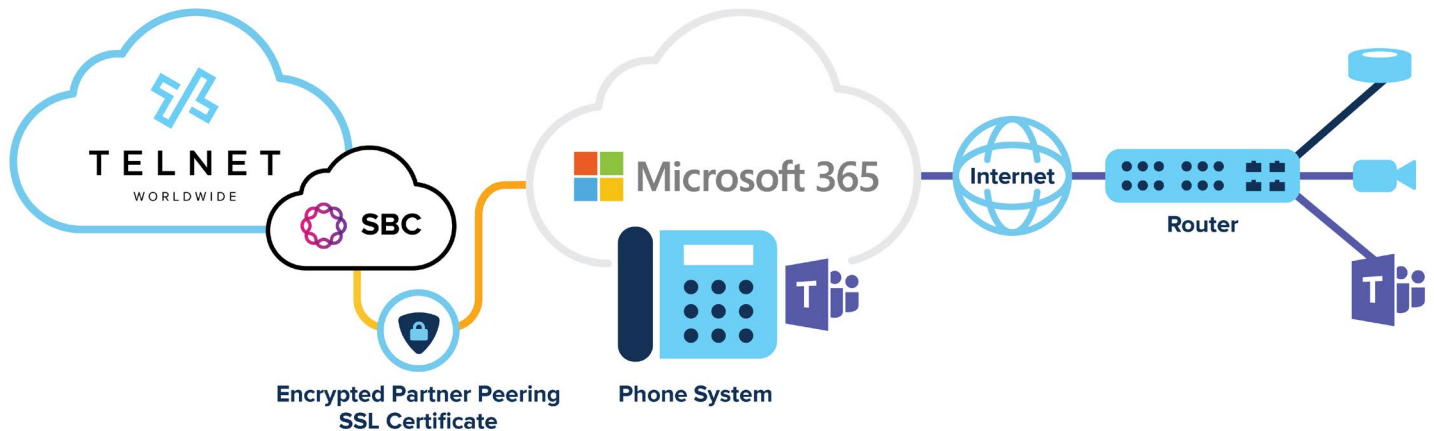 TELNET
WORLDWIDE
SBC
Microsoft 365
Internet
Router
T
T
Encrypted Partner Peering
SSL Certificate
Phone System